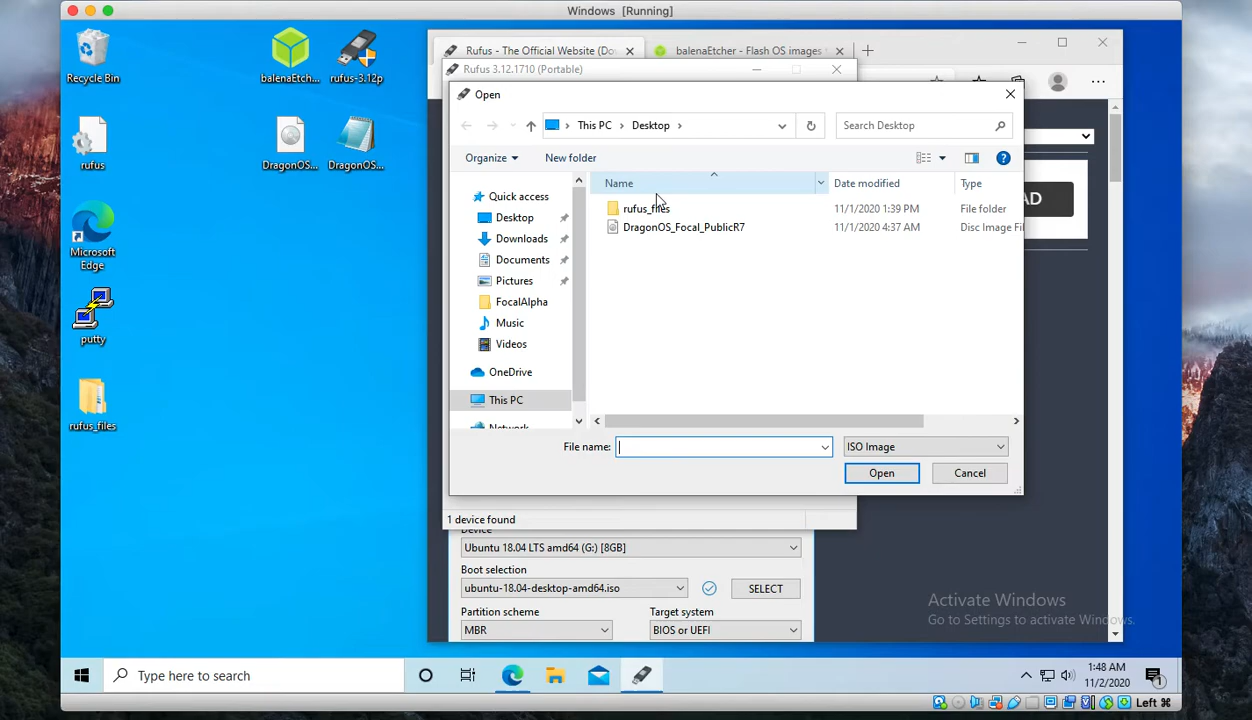 Windows [Running]
Recycle Bin
balenaEtch...
rufus-3.12p
rufus
DragonOS...
DragonOS...
Microsoft
Edge
putty
rufus_files
Rufus - The Official Website (Do
balenaEtcher - Flash OS images
Rufus 3.12.1710 (Portable)
Open
This PC
Desktop
Search Desktop
Organize
New folder
Name
Date modified
Type
rufus_files
11/1/2020 1:39 PM
File folder
DragonOS_Focal_PublicR7
11/1/2020 4:37 AM
Disc Image Fi
Quick access
Desktop
Downloads
Documents
Pictures
FocalAlpha
Music
Videos
OneDrive
This PC
Network
File name:
ISO Image
Open
Cancel
AD
1 device found
Device
Ubuntu 18.04 LTS amd64 (G:) [8GB]
Boot selection
ubuntu-18.04-desktop-amd64.iso
SELECT
Partition scheme
Target system
MBR
BIOS or UEFI
Activate Windows
Go to Settings to activate Windows.
Type here to search
1:48 AM
11/2/2020
1
Left ⌘